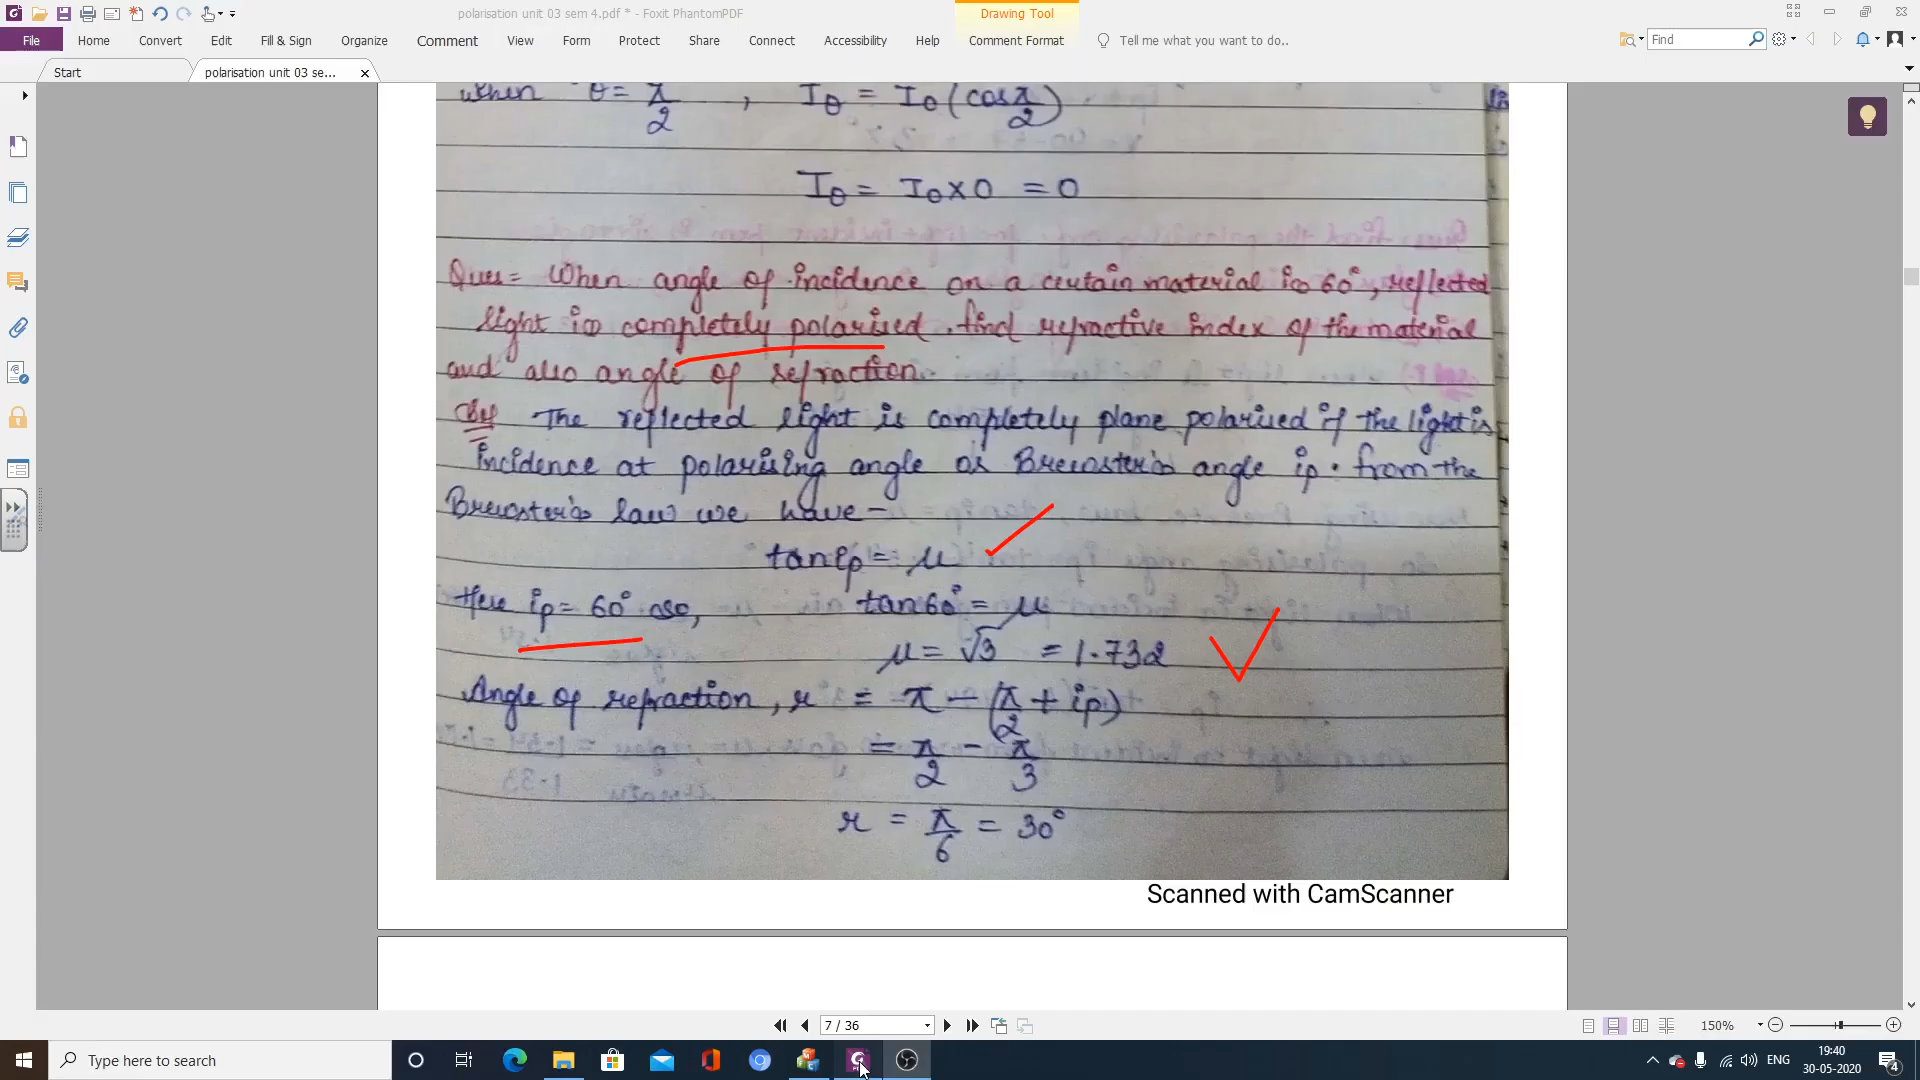 polarisation unit 03 sem 4.pdf * - Foxit PhantomPDF
Drawing Tool
File Home Convert Edit Fill & Sign Organize Comment View Form Protect Share Connect Accessibility Help Comment Format Tell me what you want to do.. Find
Start polarisation unit 03 se...
When θ = π/2 , Iθ = I0 (cos π/2)
Iθ = I0 × 0 = 0
Ques = When angle of incidence on a certain material is 60°, reflected
light is completely polarised. find refractive index of the material
and also angle of refraction.
The reflected light is completely plane polarised if the light is
incidence at polarising angle or Brewster's angle ip. from the
Brewster's law we have -
tan ip = μ
Here ip = 60° so, tan 60° = μ
μ = √3 = 1.732
Angle of refraction, r = π - (π/2 + ip)
= π/2 - π/3
r = π/6 = 30°
Scanned with CamScanner
7 / 36 150%
Type here to search ENG 19:40
30-05-2020 4